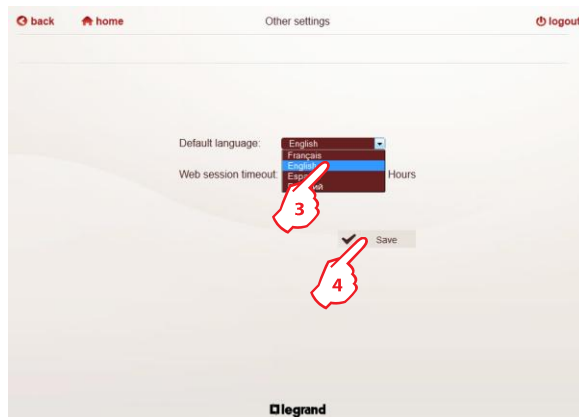 back home Other settings logout
Default language: English
Français
English
Web session timeout: Hours
3
Save
4
legrand